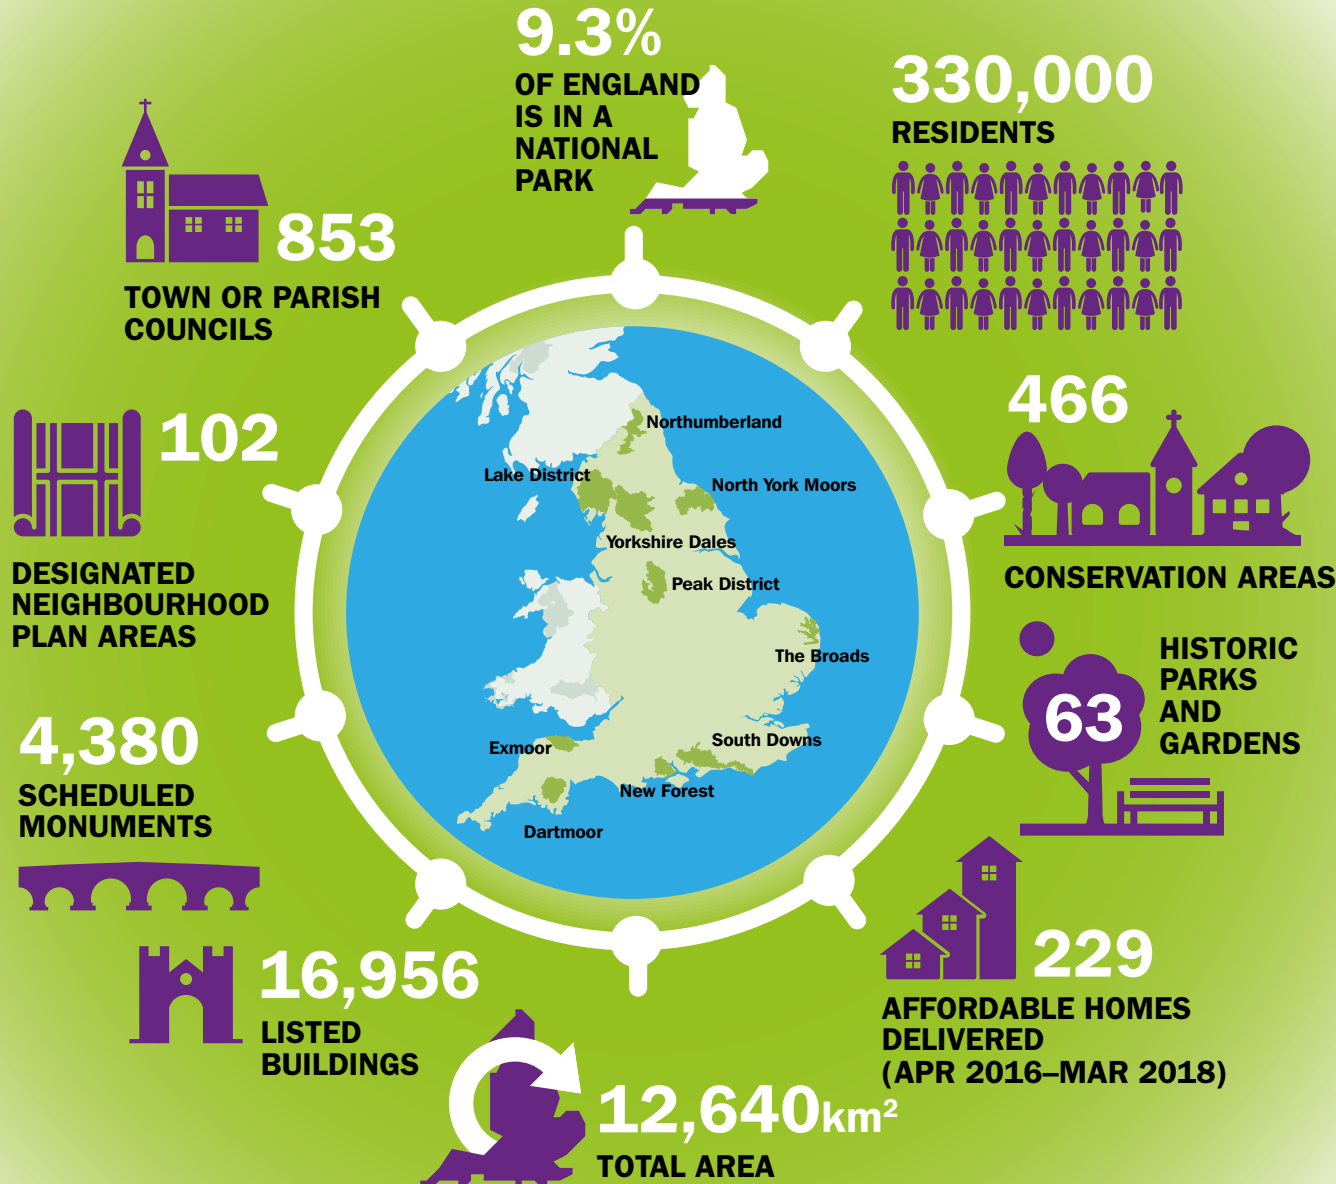 9.3%
OF ENGLAND
IS IN A
NATIONAL
PARK
330,000
RESIDENTS
853
TOWN OR PARISH
COUNCILS
466
CONSERVATION AREAS
102
DESIGNATED
NEIGHBOURHOOD
PLAN AREAS
Northumberland
Lake District
North York Moors
Yorkshire Dales
Peak District
The Broads
Exmoor
South Downs
New Forest
Dartmoor
63
HISTORIC
PARKS
AND
GARDENS
4,380
SCHEDULED
MONUMENTS
229
AFFORDABLE HOMES
DELIVERED
(APR 2016–MAR 2018)
16,956
LISTED
BUILDINGS
12,640km²
TOTAL AREA